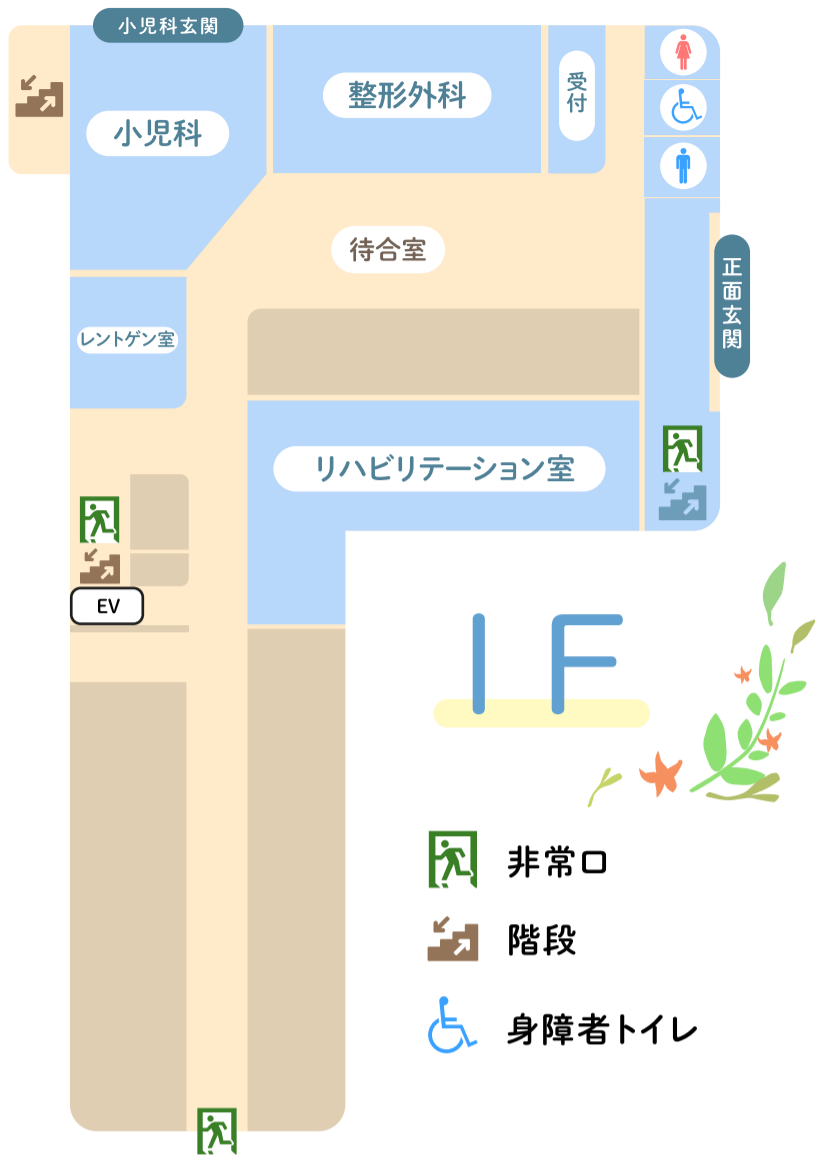 小児科玄関
小児科
整形外科
受付
待合室
正面玄関
レントゲン室
リハビリテーション室
EV
1F
非常口
階段
身障者トイレ